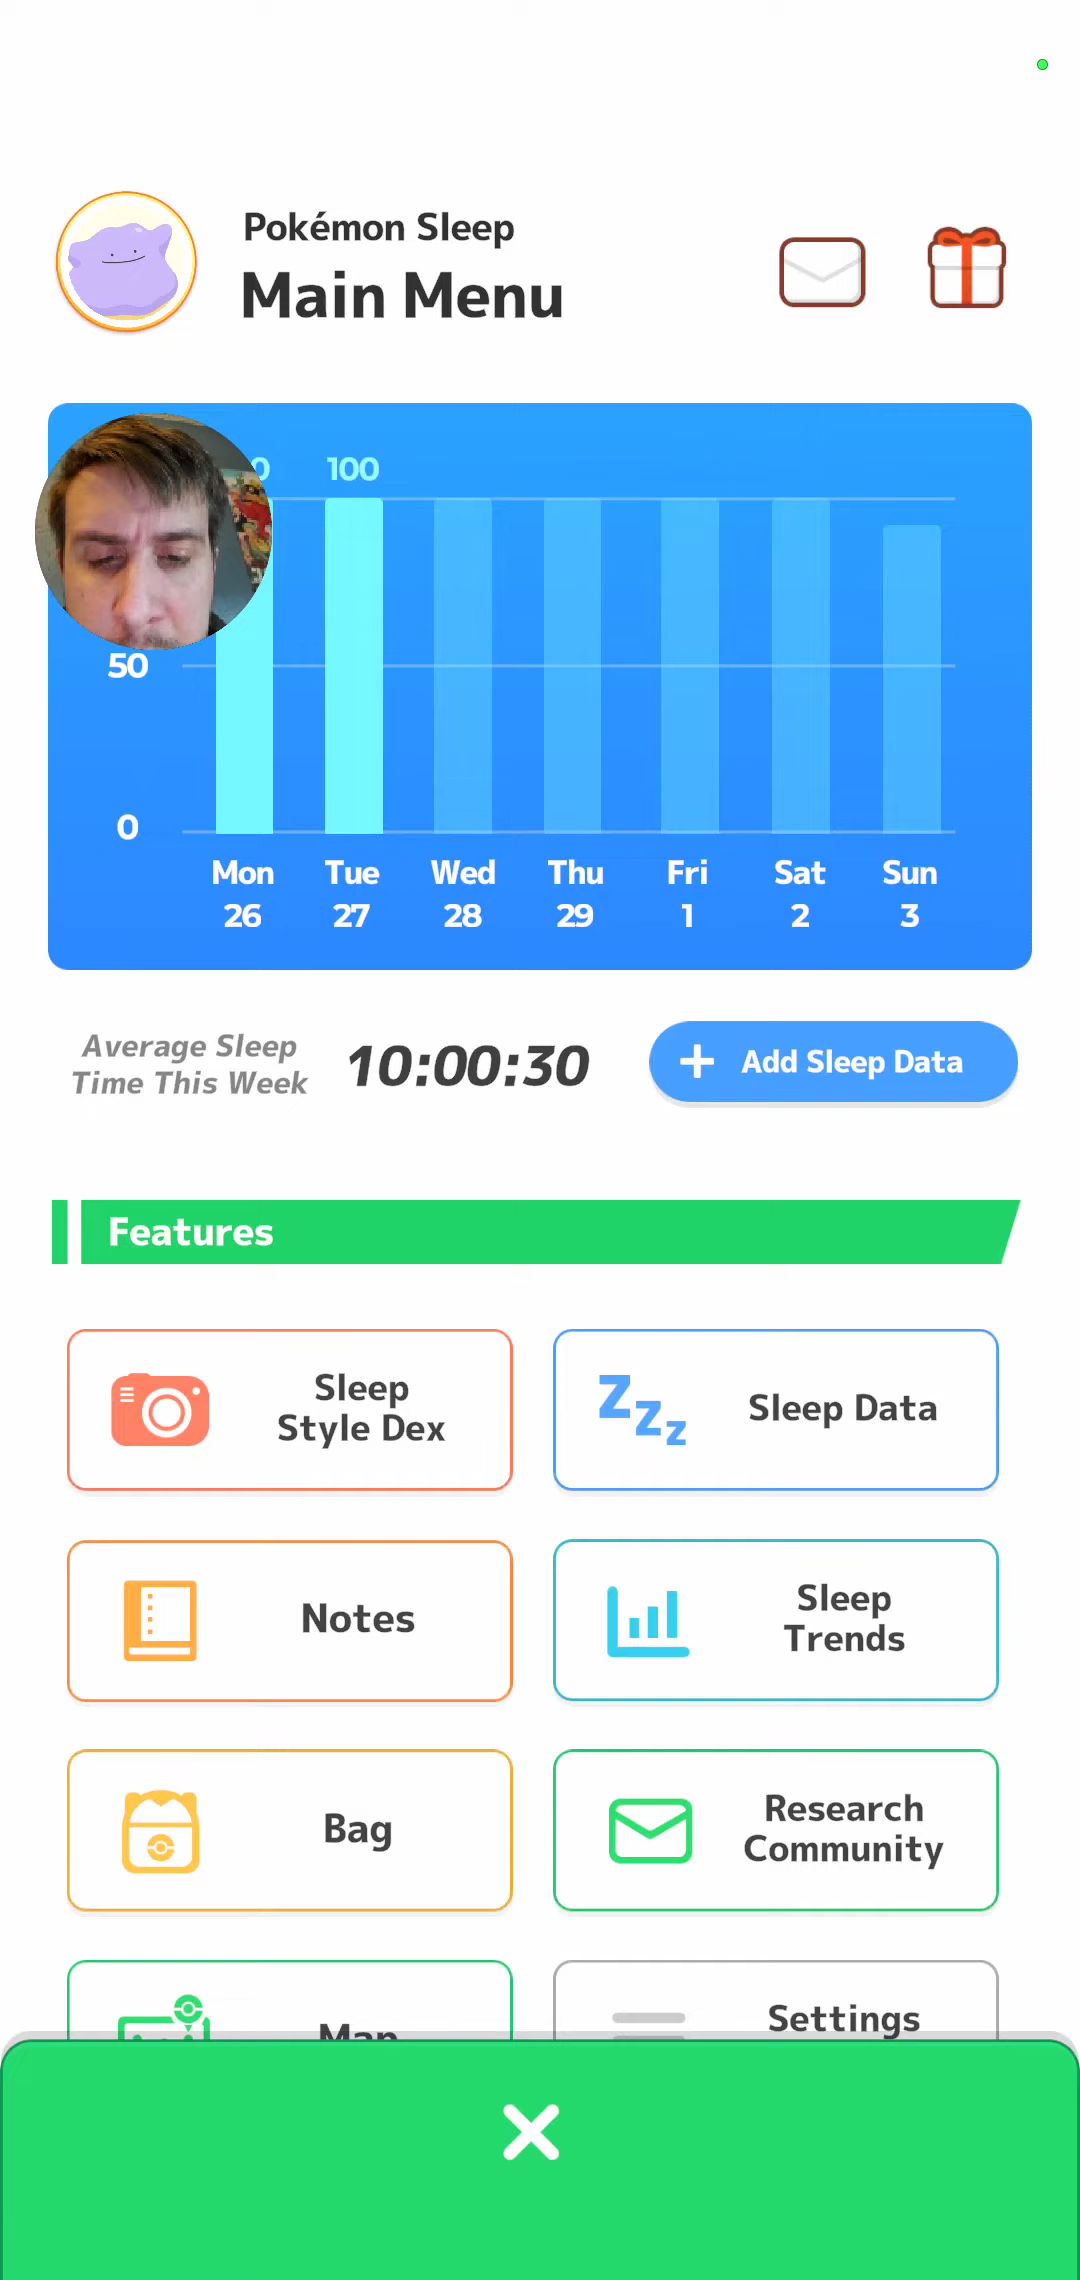 Pokémon Sleep
Main Menu
0 100
50
0
Mon Tue Wed Thu Fri Sat Sun
26 27 28 29 1 2 3
Average Sleep
Time This Week
10:00:30
Add Sleep Data
Features
Sleep
Style Dex
Sleep Data
Notes
Sleep
Trends
Bag
Research
Community
Map
Settings